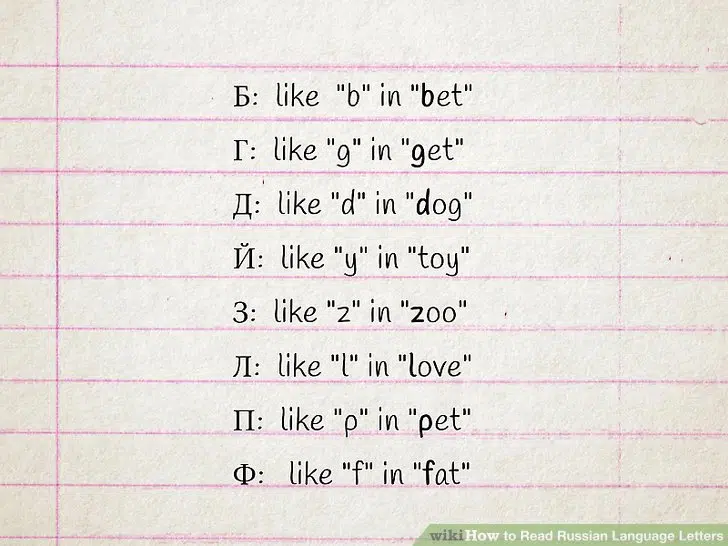 Б: like "b" in "bet"
Г: like "g" in "get"
Д: like "d" in "dog"
Й: like "y" in "toy"
З: like "z" in "zoo"
Л: like "l" in "love"
П: like "p" in "pet"
Ф: like "f" in "fat"
wikiHow to Read Russian Language Letters